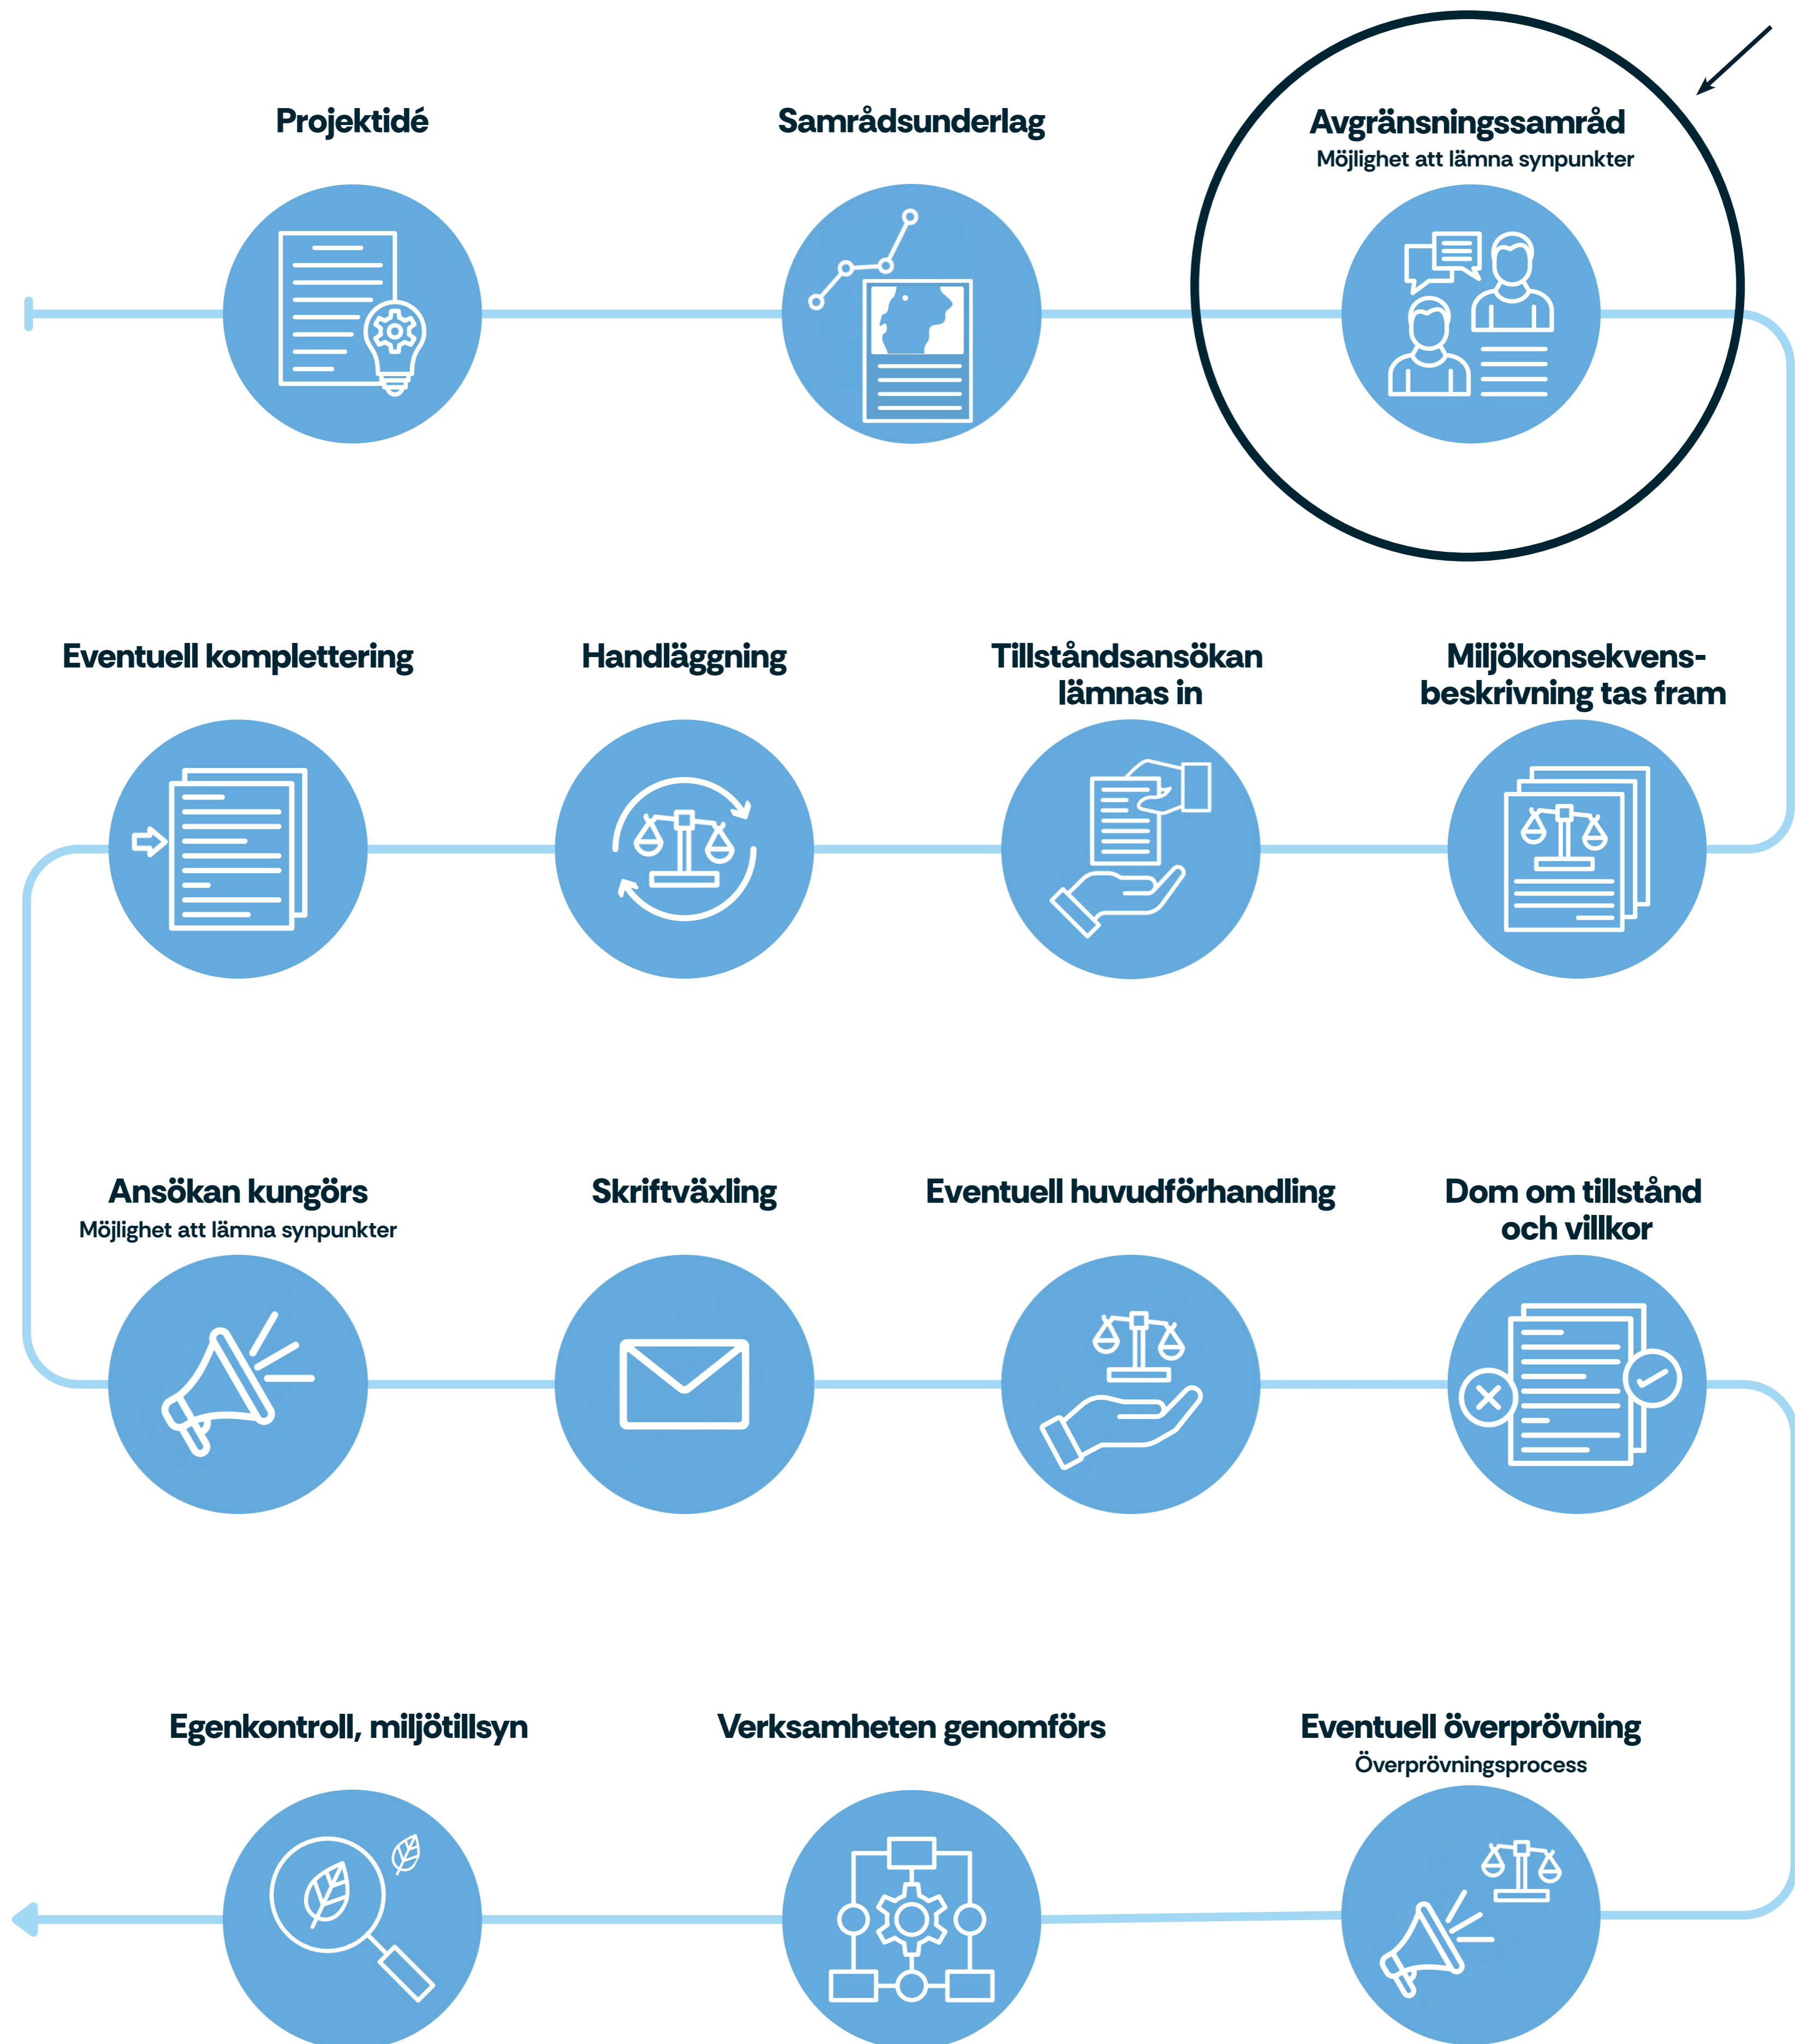 Projektidé
Samrådsunderlag
Avgränsningssamråd
Möjlighet att lämna synpunkter
Eventuell komplettering
Handläggning
Tillståndsansökan
lämnas in
Miljökonsekvens-
beskrivning tas fram
Ansökan kungörs
Möjlighet att lämna synpunkter
Skriftväxling
Eventuell huvudförhandling
Dom om tillstånd
och villkor
Egenkontroll, miljötillsyn
Verksamheten genomförs
Eventuell överprövning
Överprövningsprocess